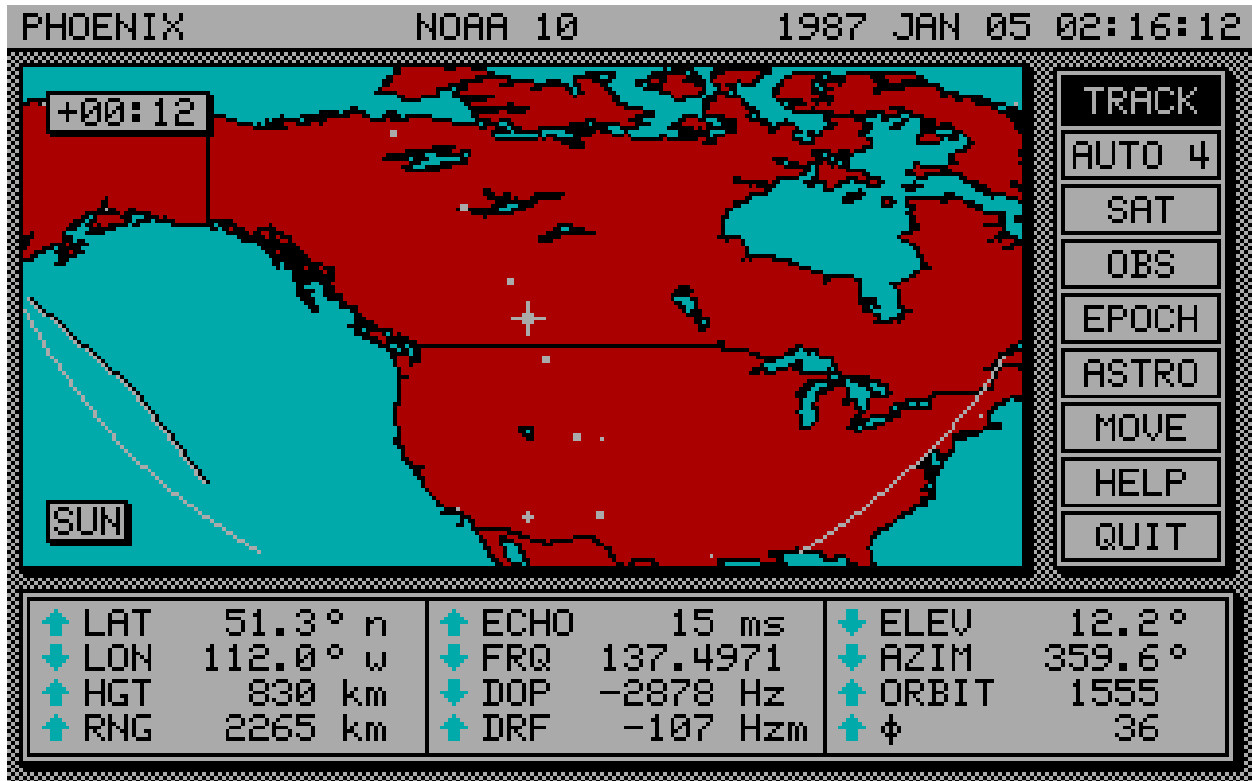 PHOENIX NOAA 10 1987 JAN 05 02:16:12
+00:12
SUN
TRACK
AUTO 4
SAT
OBS
EPOCH
ASTRO
MOVE
HELP
QUIT
LAT 51.3° n
LON 112.0° w
HGT 830 km
RNG 2265 km
ECHO 15 ms
FRQ 137.4971
DOP -2878 Hz
DRF -107 Hzm
ELEV 12.2°
AZIM 359.6°
ORBIT 1555
ϕ 36